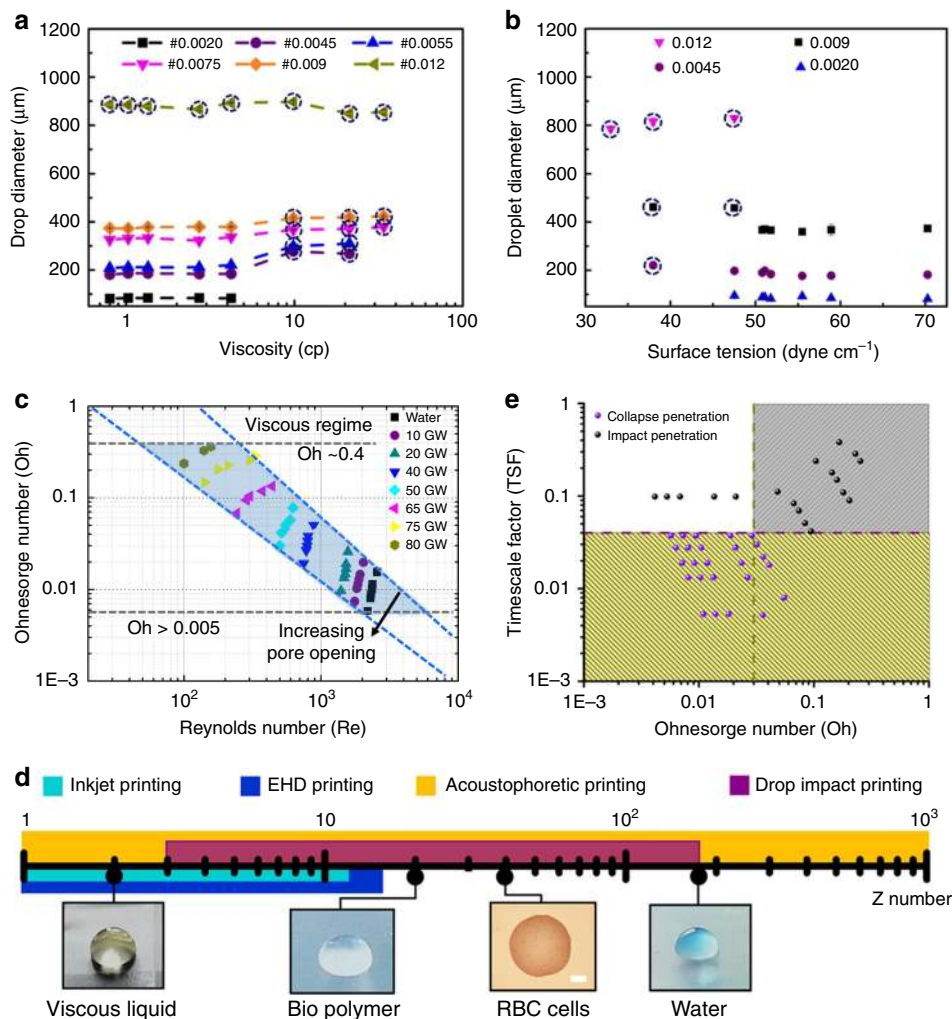 a
b
1200
1000
800
600
400
200
Drop diameter (μm)
#0.0020
#0.0045
#0.0055
#0.0075
#0.009
#0.012
1
10
100
Viscosity (cp)
1200
1000
800
600
400
200
Droplet diameter (μm)
0.012
0.009
0.0045
0.0020
30
40
50
60
70
Surface tension (dyne cm⁻¹)
c
e
1
0.1
0.01
1E−3
Ohnesorge number (Oh)
Viscous regime
Oh ~0.4
Water
10 GW
20 GW
40 GW
50 GW
65 GW
75 GW
80 GW
Oh > 0.005
Increasing
pore opening
10²
10³
10⁴
Reynolds number (Re)
1
0.1
0.01
1E−3
Timescale factor (TSF)
Collapse penetration
Impact penetration
1E−3
0.01
0.1
1
Ohnesorge number (Oh)
d
Inkjet printing
EHD printing
Acoustophoretic printing
Drop impact printing
1
10
10²
10³
Z number
Viscous liquid
Bio polymer
RBC cells
Water